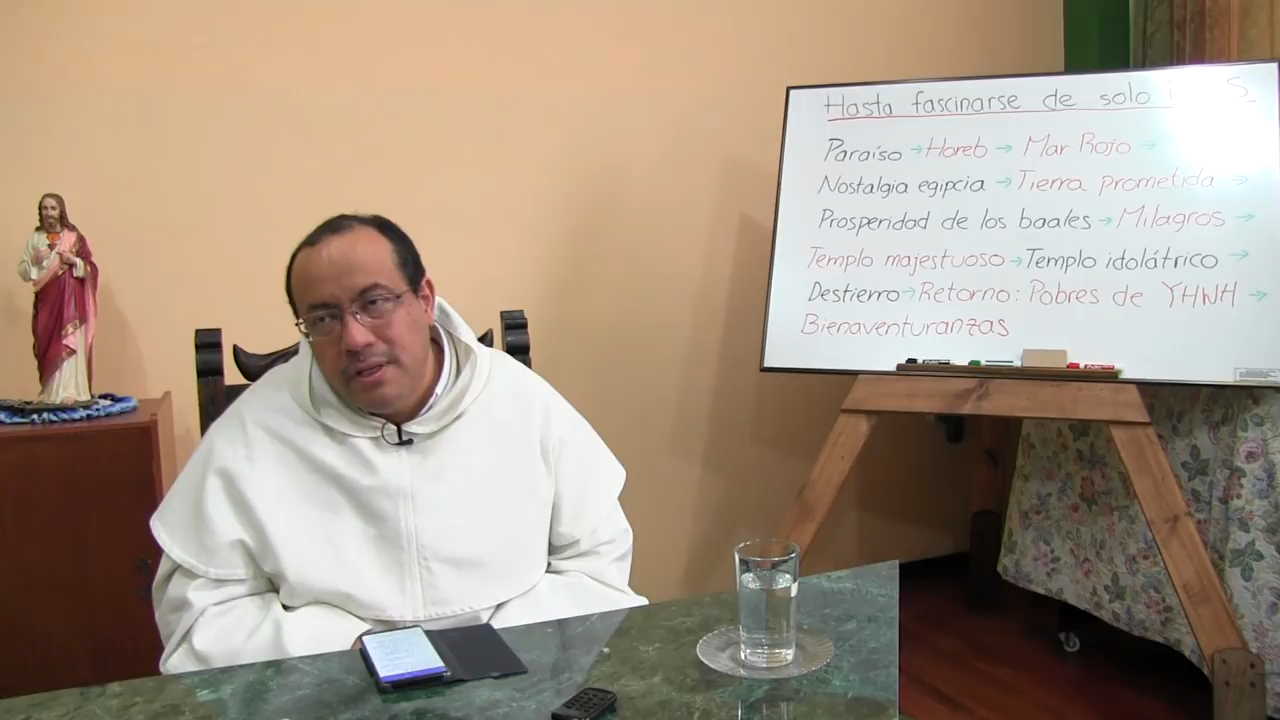 Hasta fascinarse de solo
Paraíso → Horeb → Mar Rojo →
Nostalgia egipcia → Tierra prometida →
Prosperidad de los baales → Milagros →
Templo majestuoso → Templo idolátrico →
Destierro → Retorno: Pobres de YHWH →
Bienaventuranzas